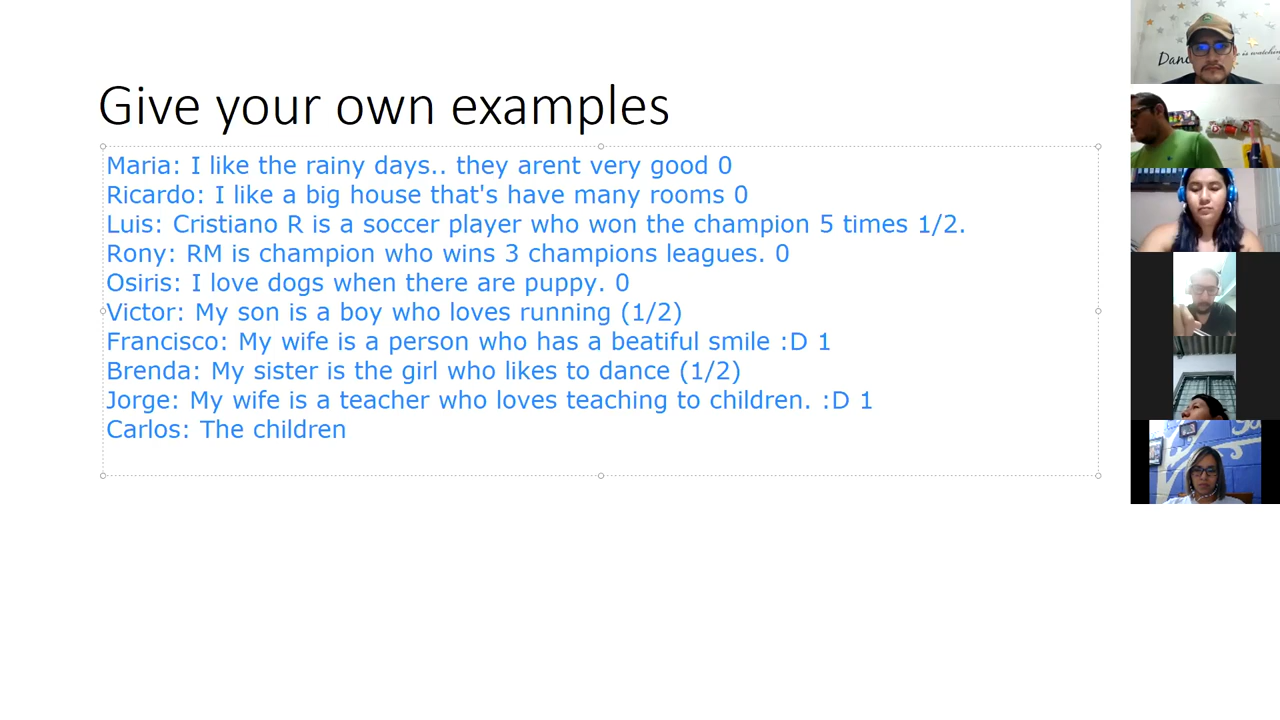 Give your own examples
Maria: I like the rainy days.. they arent very good 0
Ricardo: I like a big house that's have many rooms 0
Luis: Cristiano R is a soccer player who won the champion 5 times 1/2.
Rony: RM is champion who wins 3 champions leagues. 0
Osiris: I love dogs when there are puppy. 0
Victor: My son is a boy who loves running (1/2)
Francisco: My wife is a person who has a beatiful smile :D 1
Brenda: My sister is the girl who likes to dance (1/2)
Jorge: My wife is a teacher who loves teaching to children. :D 1
Carlos: The children
is watching